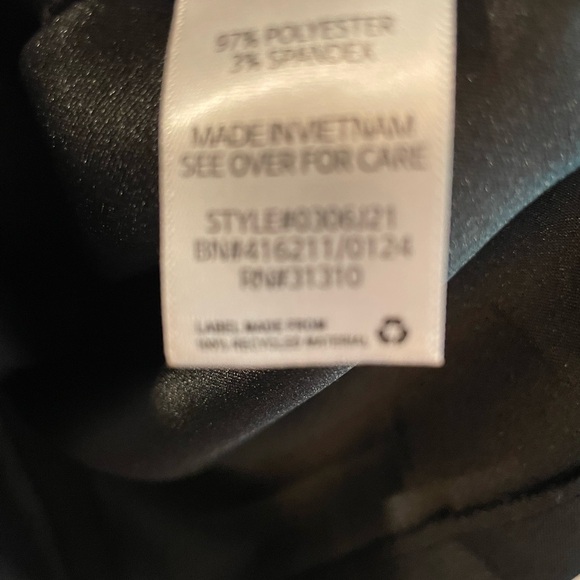 97% POLYESTER
3% SPANDEX
MADE IN VIETNAM
SEE OVER FOR CARE
STYLE#0306J21
BN#416211/0124
RN#31310
LABEL MADE FROM
100% RECYCLED MATERIAL